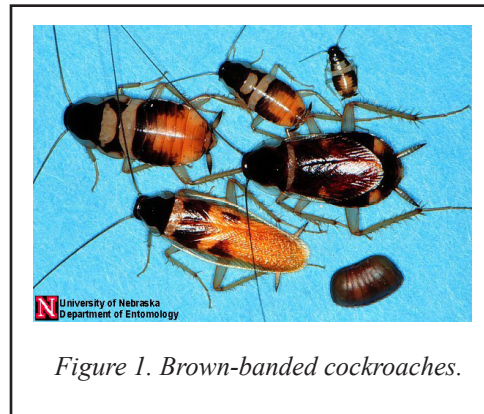 N University of Nebraska
Department of Entomology
Figure 1. Brown-banded cockroaches.